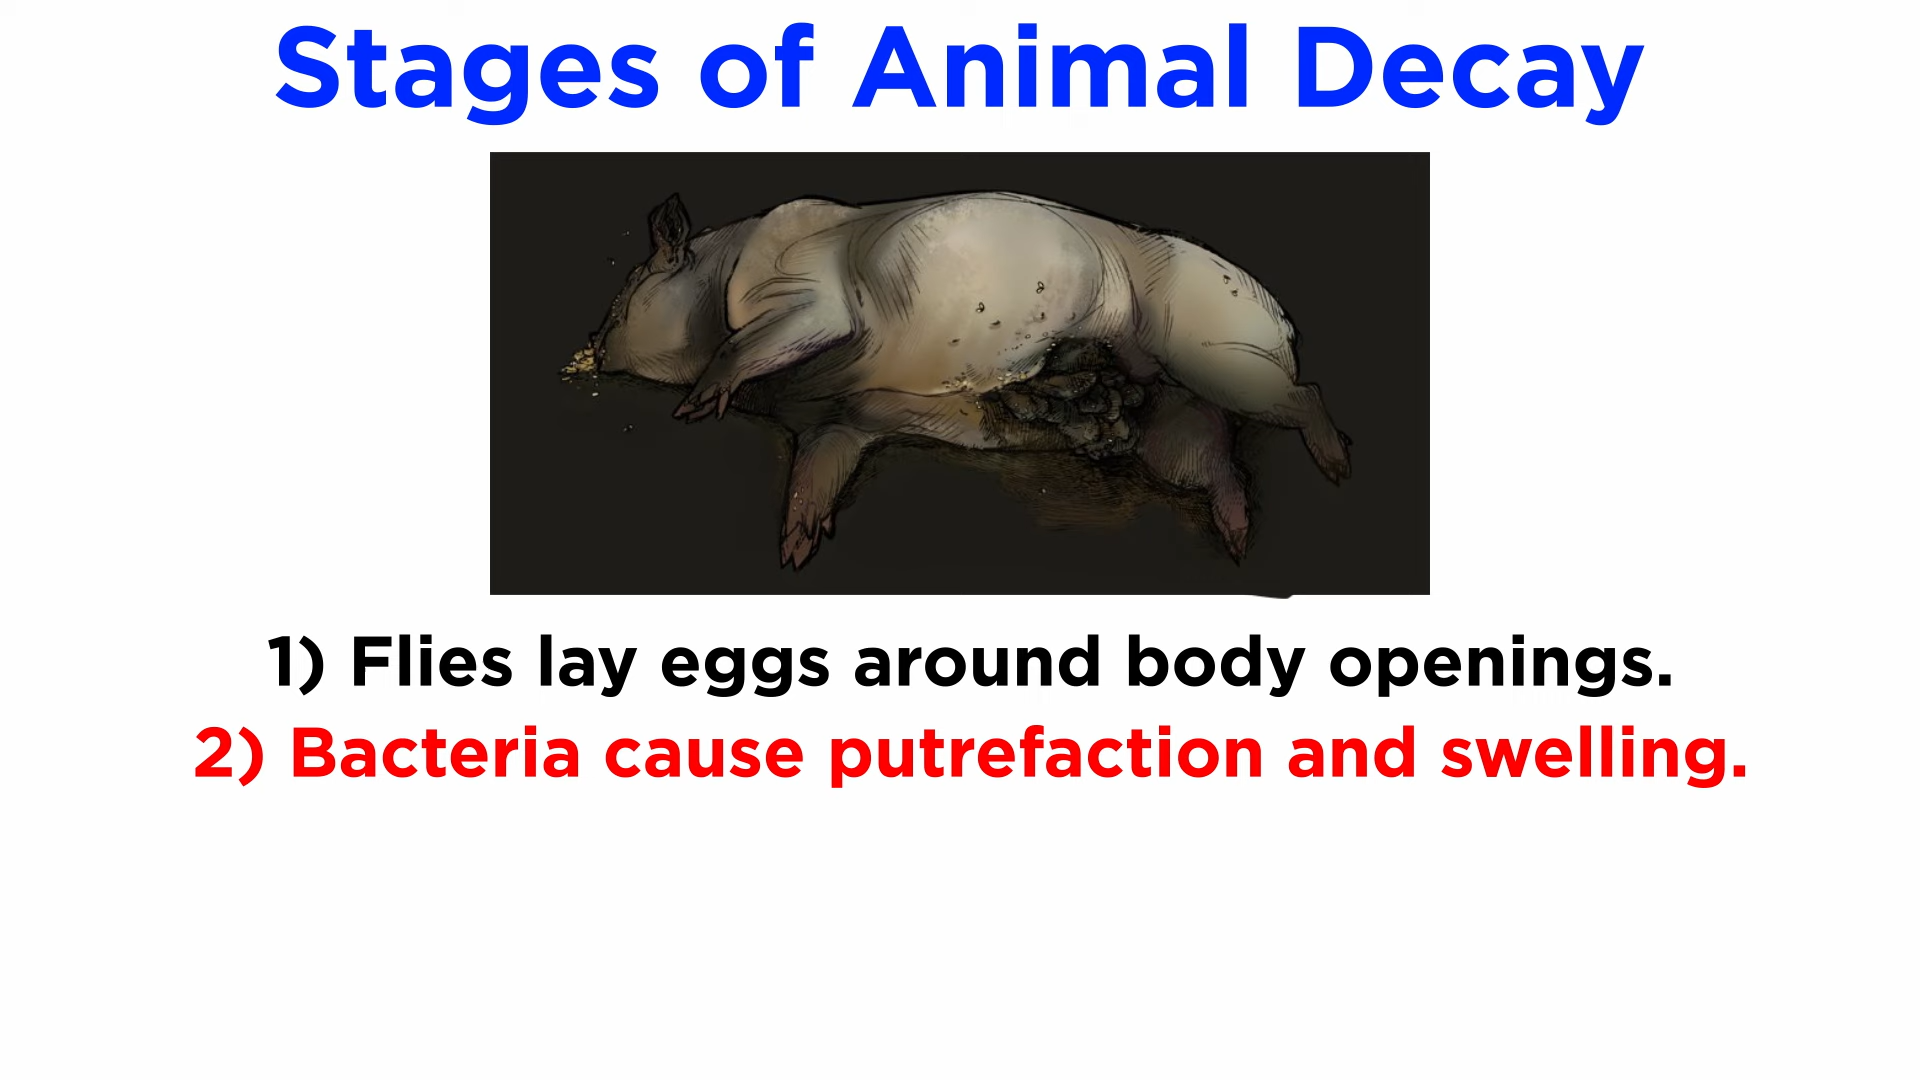 Stages of Animal Decay
1) Flies lay eggs around body openings.
2) Bacteria cause putrefaction and swelling.